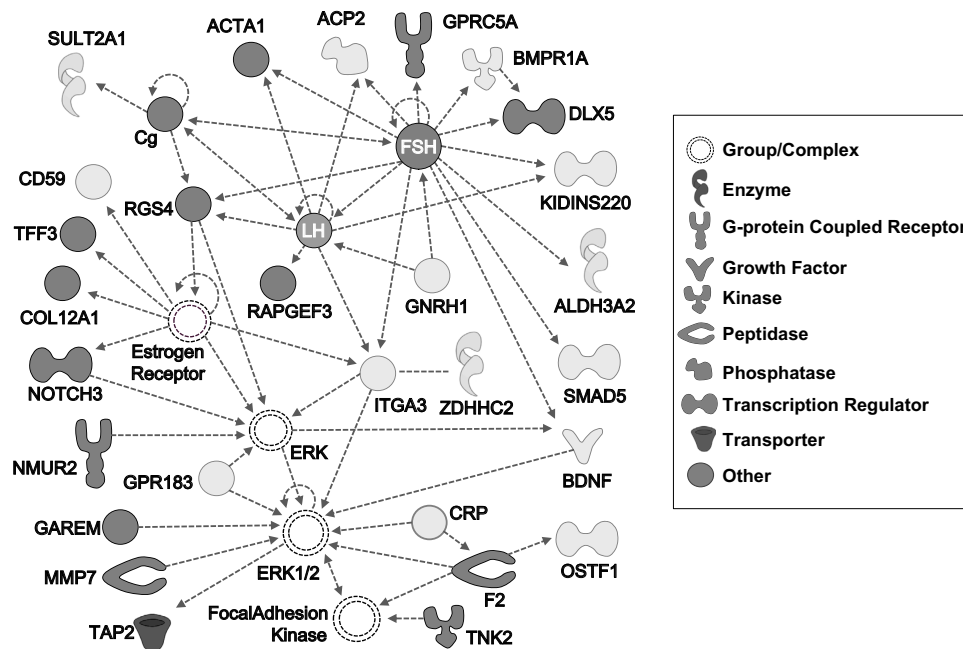 ACTA1
ACP2
GPRC5A
SULT2A1
BMPR1A
DLX5
Cg
FSH
CD59
KIDINS220
RGS4
TFF3
LH
COL12A1
RAPGEF3
GNRH1
ALDH3A2
Estrogen
Receptor
NOTCH3
ITGA3
ZDHHC2
SMAD5
ERK
NMUR2
GPR183
BDNF
CRP
GAREM
MMP7
ERK1/2
OSTF1
F2
FocalAdhesion
Kinase
TAP2
TNK2
Group/Complex
Enzyme
G-protein Coupled Receptor
Growth Factor
Kinase
Peptidase
Phosphatase
Transcription Regulator
Transporter
Other